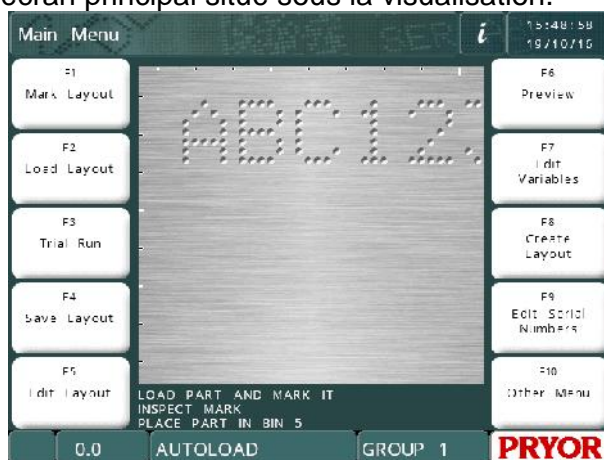 écran principal situé sous la visualisation.
Main Menu
i
15:48:58
19/10/16
F1
Mark Layout
F2
Load Layout
F3
Trial Run
F4
Save Layout
F5
Edit Layout
ABC12
LOAD PART AND MARK IT
INSPECT MARK
PLACE PART IN BIN 5
F6
Preview
F7
Edit
Variables
F8
Create
Layout
F9
Edit Serial
Numbers
F10
Other Menu
0.0
AUTOLOAD
GROUP 1
PRYOR